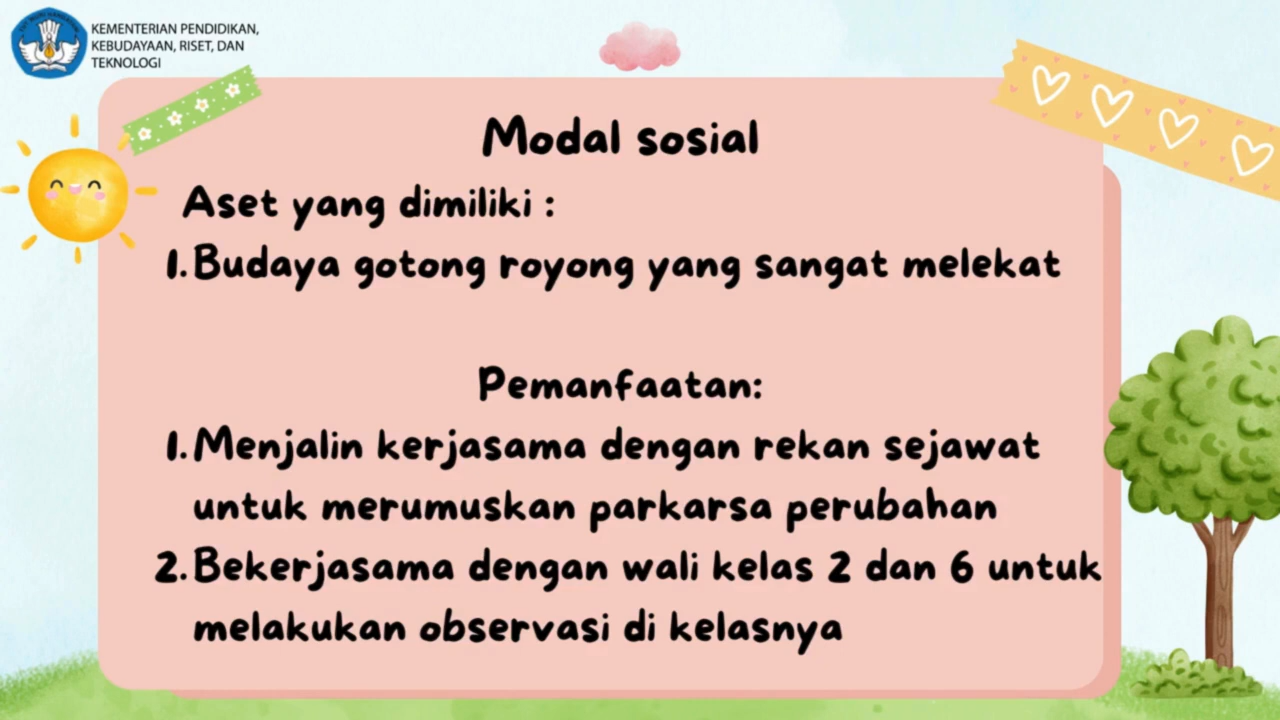 KEMENTERIAN PENDIDIKAN,
KEBUDAYAAN, RISET, DAN
TEKNOLOGI
Modal sosial
Aset yang dimiliki :
1. Budaya gotong royong yang sangat melekat
Pemanfaatan:
1. Menjalin kerjasama dengan rekan sejawat
untuk merumuskan parkarsa perubahan
2. Bekerjasama dengan wali kelas 2 dan 6 untuk
melakukan observasi di kelasnya